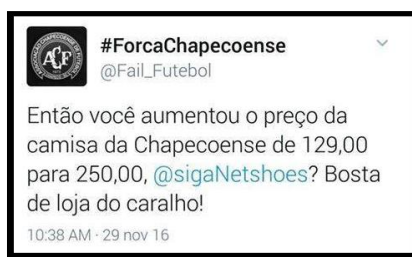 #ForcaChapecoense
@Fail_Futebol
Então você aumentou o preço da
camisa da Chapecoense de 129,00
para 250,00, @sigaNetshoes? Bosta
de loja do caralho!
10:38 AM · 29 nov 16